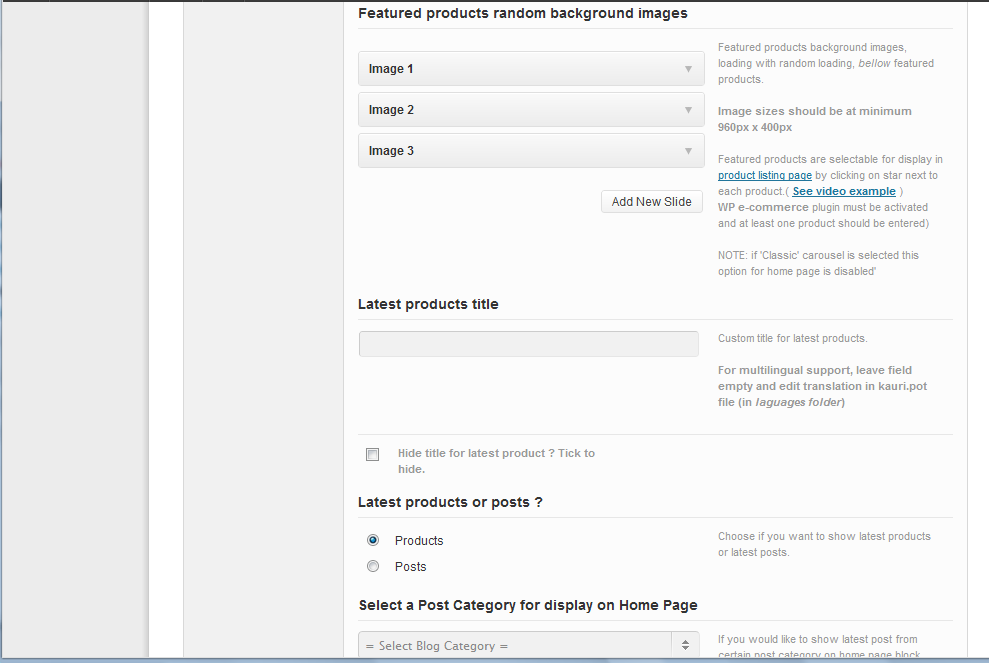 Featured products random background images
Image 1
Image 2
Image 3
Add New Slide
Featured products background images,
loading with random loading, bellow featured
products.
Image sizes should be at minimum
960px x 400px
Featured products are selectable for display in
product listing page by clicking on star next to
each product.( See video example )
WP e-commerce plugin must be activated
and at least one product should be entered)
NOTE: if 'Classic' carousel is selected this
option for home page is disabled'
Latest products title
Custom title for latest products.
For multilingual support, leave field
empty and edit translation in kauri.pot
file (in laguages folder)
Hide title for latest product ? Tick to
hide.
Latest products or posts ?
Products
Posts
Choose if you want to show latest products
or latest posts.
Select a Post Category for display on Home Page
= Select Blog Category =
If you would like to show latest post from
certain post category on home page block